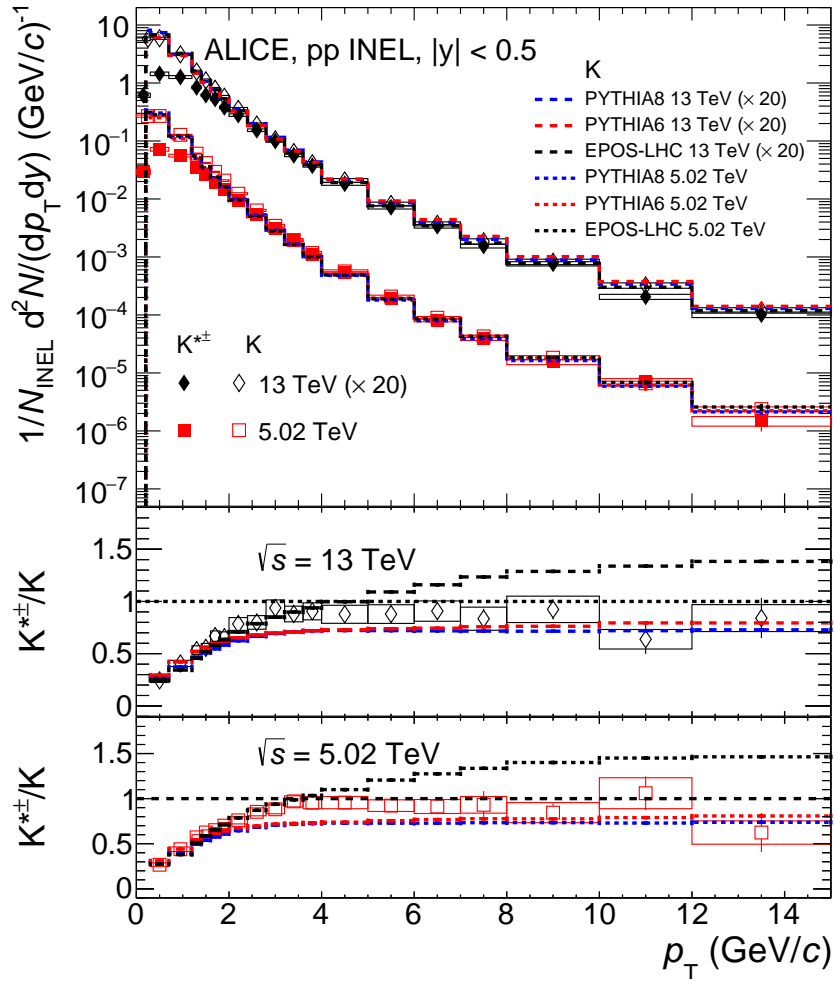 1/N_INEL d²N/(dp_T dy) (GeV/c)⁻¹
10
1
10⁻¹
10⁻²
10⁻³
10⁻⁴
10⁻⁵
10⁻⁶
10⁻⁷
ALICE, pp INEL, |y| < 0.5
K
PYTHIA8 13 TeV (× 20)
PYTHIA6 13 TeV (× 20)
EPOS-LHC 13 TeV (× 20)
PYTHIA8 5.02 TeV
PYTHIA6 5.02 TeV
EPOS-LHC 5.02 TeV
K*± K
13 TeV (× 20)
5.02 TeV
K*±/K
1.5
1
0.5
0
√s = 13 TeV
K*±/K
1.5
1
0.5
0
√s = 5.02 TeV
0 2 4 6 8 10 12 14
p_T (GeV/c)